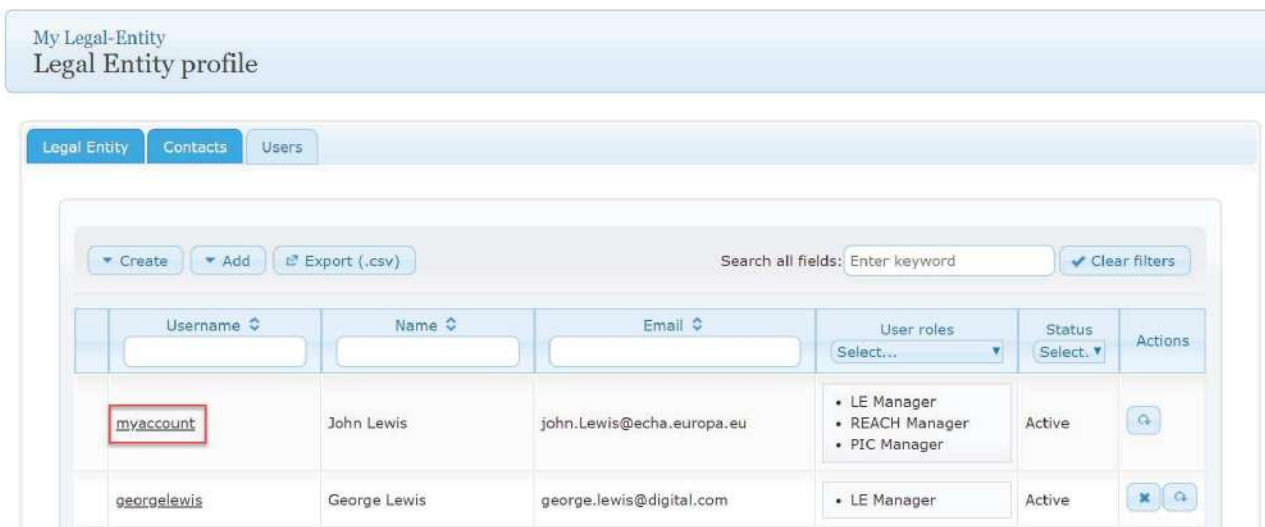 My Legal-Entity
Legal Entity profile
Legal Entity Contacts Users
Create Add Export (.csv) Search all fields: Enter keyword Clear filters
Username Name Email User roles Status Actions
Select... Select.
myaccount John Lewis john.Lewis@echa.europa.eu • LE Manager
• REACH Manager
• PIC Manager
Active
georgelewis George Lewis george.lewis@digital.com • LE Manager Active